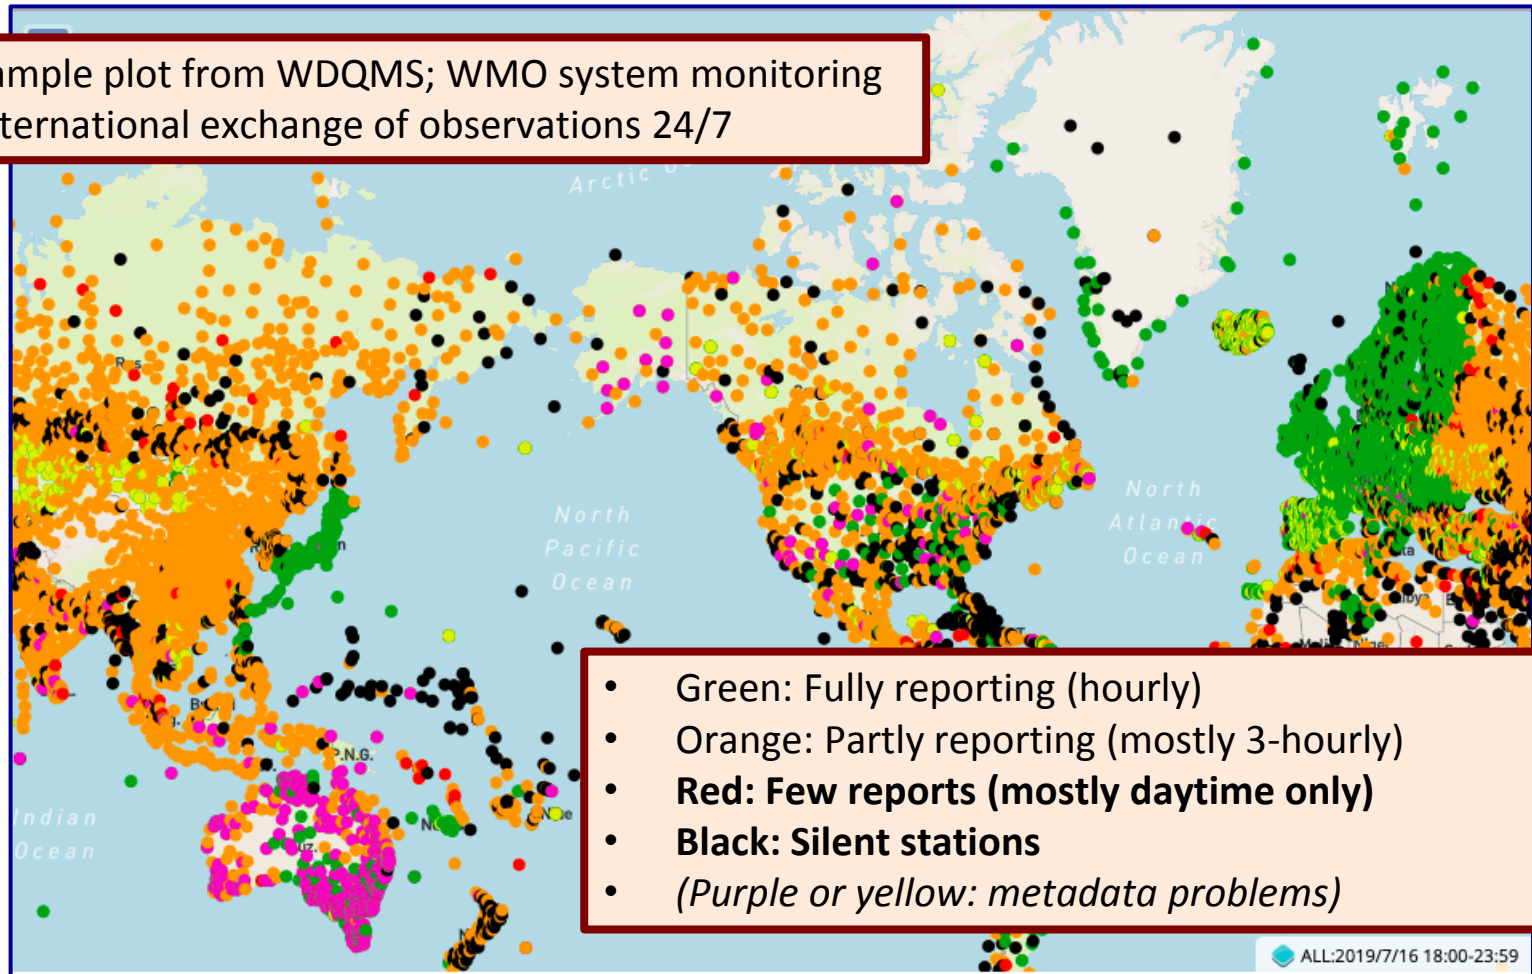 ample plot from WDQMS; WMO system monitoring
ternational exchange of observations 24/7
Arctic
North
Pacific
Ocean
North
Atlantic
Ocean
P.N.G.
Indian
Ocean
• Green: Fully reporting (hourly)
• Orange: Partly reporting (mostly 3-hourly)
• Red: Few reports (mostly daytime only)
• Black: Silent stations
• (Purple or yellow: metadata problems)
ALL:2019/7/16 18:00-23:59